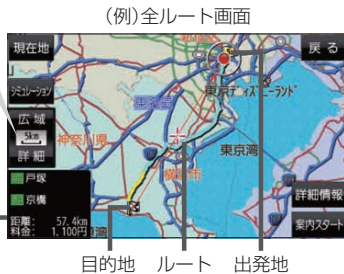 (例)全ルート画面
現在地
戻る
シミュレーション
東京ディズニーランド
広域
5km
詳細
神奈川県
東京湾
戸塚
京橋
詳細情報
距離: 57.4km
料金: 1,100円
案内スタート
目的地 ルート 出発地